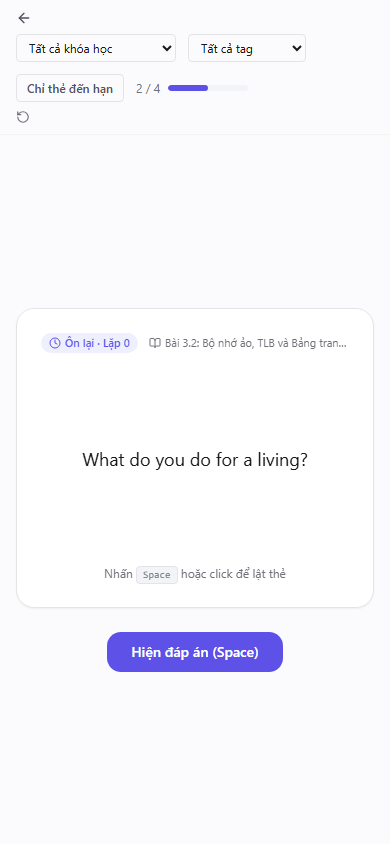 Tất cả khóa học
Tất cả tag
Chỉ thẻ đến hạn
2 / 4
Ôn lại · Lặp 0
Bài 3.2: Bộ nhớ ảo, TLB và Bảng tran...
What do you do for a living?
Nhấn Space hoặc click để lật thẻ
Hiện đáp án (Space)